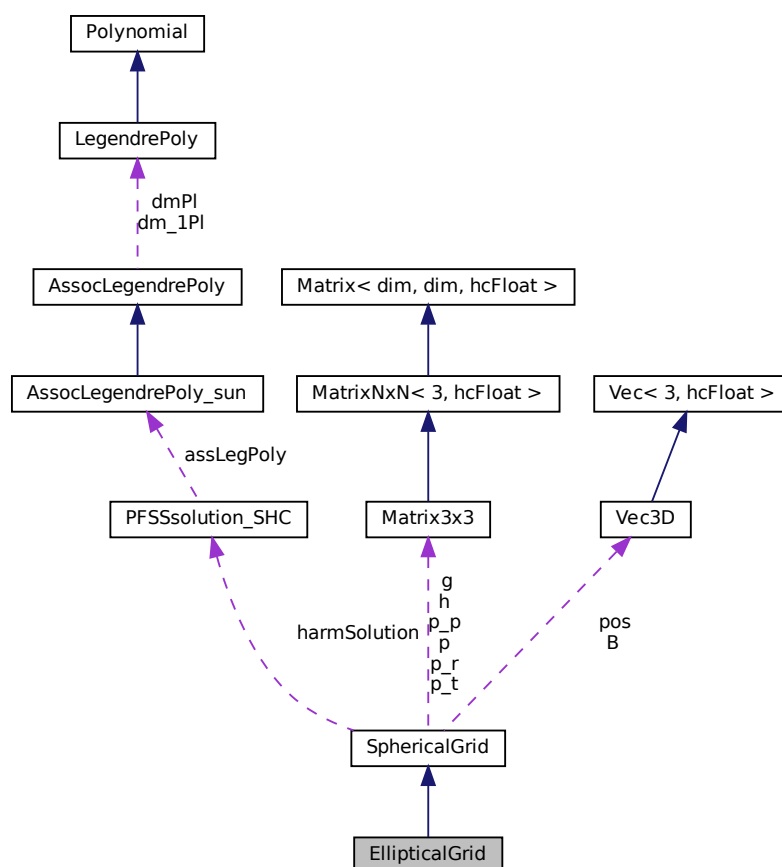 Polynomial
LegendrePoly
dmPl
dm_1Pl
AssocLegendrePoly
Matrix< dim, dim, hcFloat >
AssocLegendrePoly_sun
MatrixNxN< 3, hcFloat >
Vec< 3, hcFloat >
assLegPoly
PFSSsolution_SHC
Matrix3x3
Vec3D
harmSolution
g
h
p_p
p
p_r
p_t
pos
B
SphericalGrid
EllipticalGrid